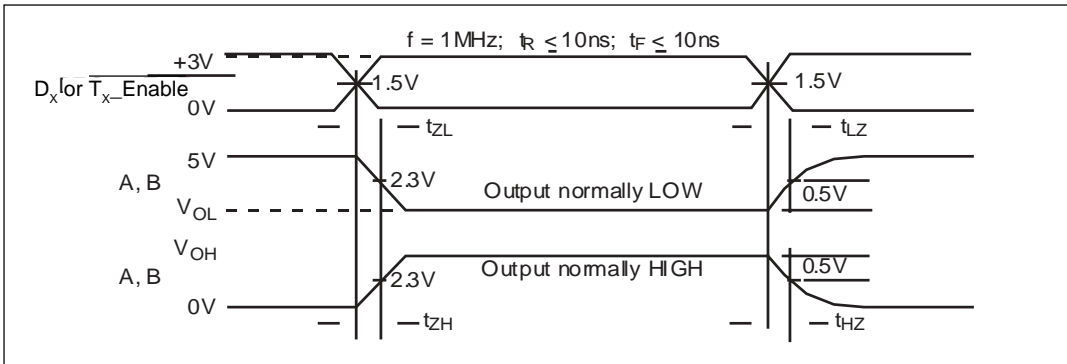 f = 1MHz; tR ≤ 10ns; tF ≤ 10ns
+3V
1.5V
1.5V
Dx or Tx_Enable
0V
tZL
tLZ
5V
A, B
2.3V
Output normally LOW
0.5V
VOL
VOH
Output normally HIGH
0.5V
A, B
2.3V
0V
tZH
tHZ